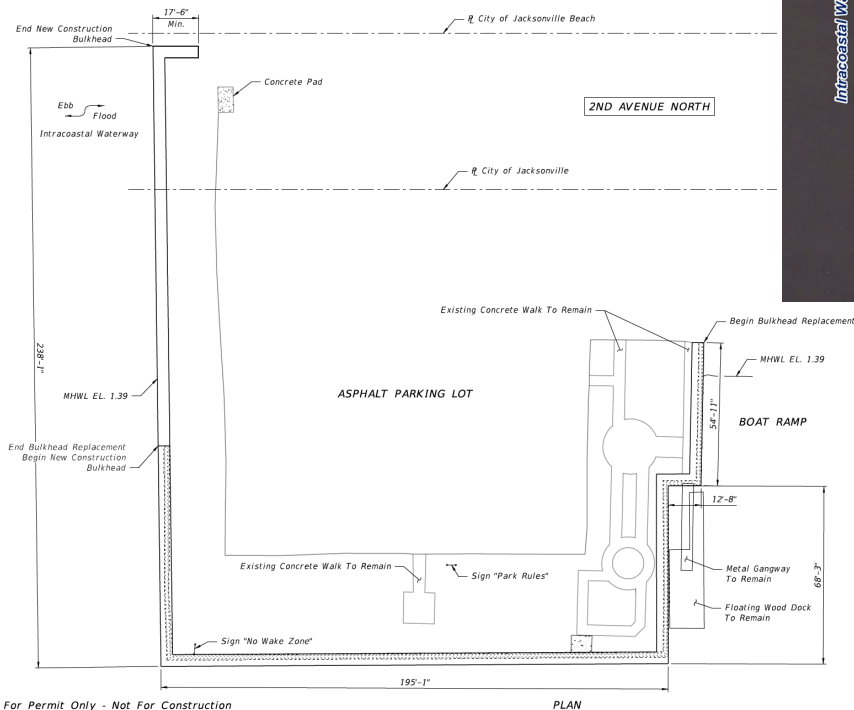 17'-6"
Min.
End New Construction
Bulkhead
℞ City of Jacksonville Beach
Intracoastal Wa
Concrete Pad
Ebb
Flood
Intracoastal Waterway
2ND AVENUE NORTH
℞ City of Jacksonville
Existing Concrete Walk To Remain
Begin Bulkhead Replacement
238'-1"
MHWL EL. 1.39
MHWL EL. 1.39
ASPHALT PARKING LOT
54'-11"
BOAT RAMP
End Bulkhead Replacement
Begin New Construction
Bulkhead
12'-8"
Existing Concrete Walk To Remain
Sign "Park Rules"
Metal Gangway
To Remain
68'-3"
Floating Wood Dock
To Remain
Sign "No Wake Zone"
195'-1"
For Permit Only - Not For Construction
PLAN